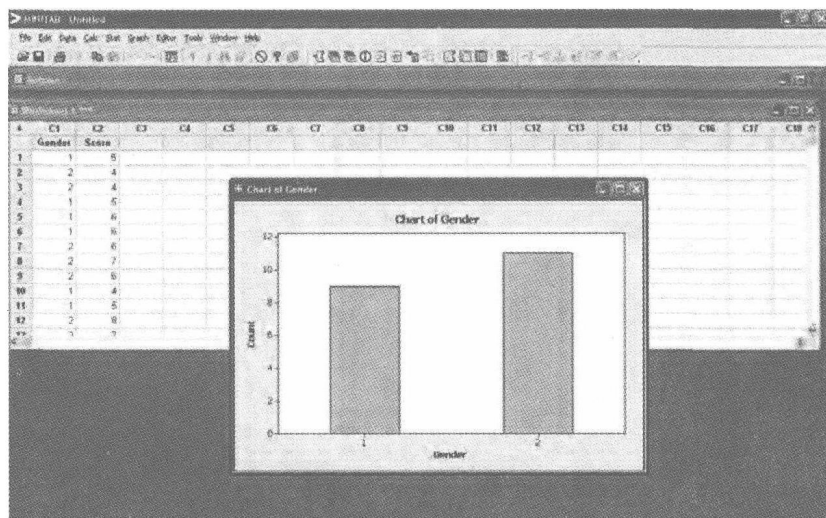 MINITAB - Untitled
File Edit Data Calc Stat Graph Editor Tools Window Help
Worksheet 1 ***
C1 C2 C3 C4 C5 C6 C7 C8 C9 C10 C11 C12 C13 C14 C15 C16 C17 C18
Gender Score
1 1
2 2 4
3 2 4
4 1 5
5 1 6
6 1 6
7 2 6
8 2 7
9 2 6
10 1 4
11 1 5
12 2 8
Chart of Gender
Chart of Gender
12
10
8
6
4
2
0
Count
1 2
Gender